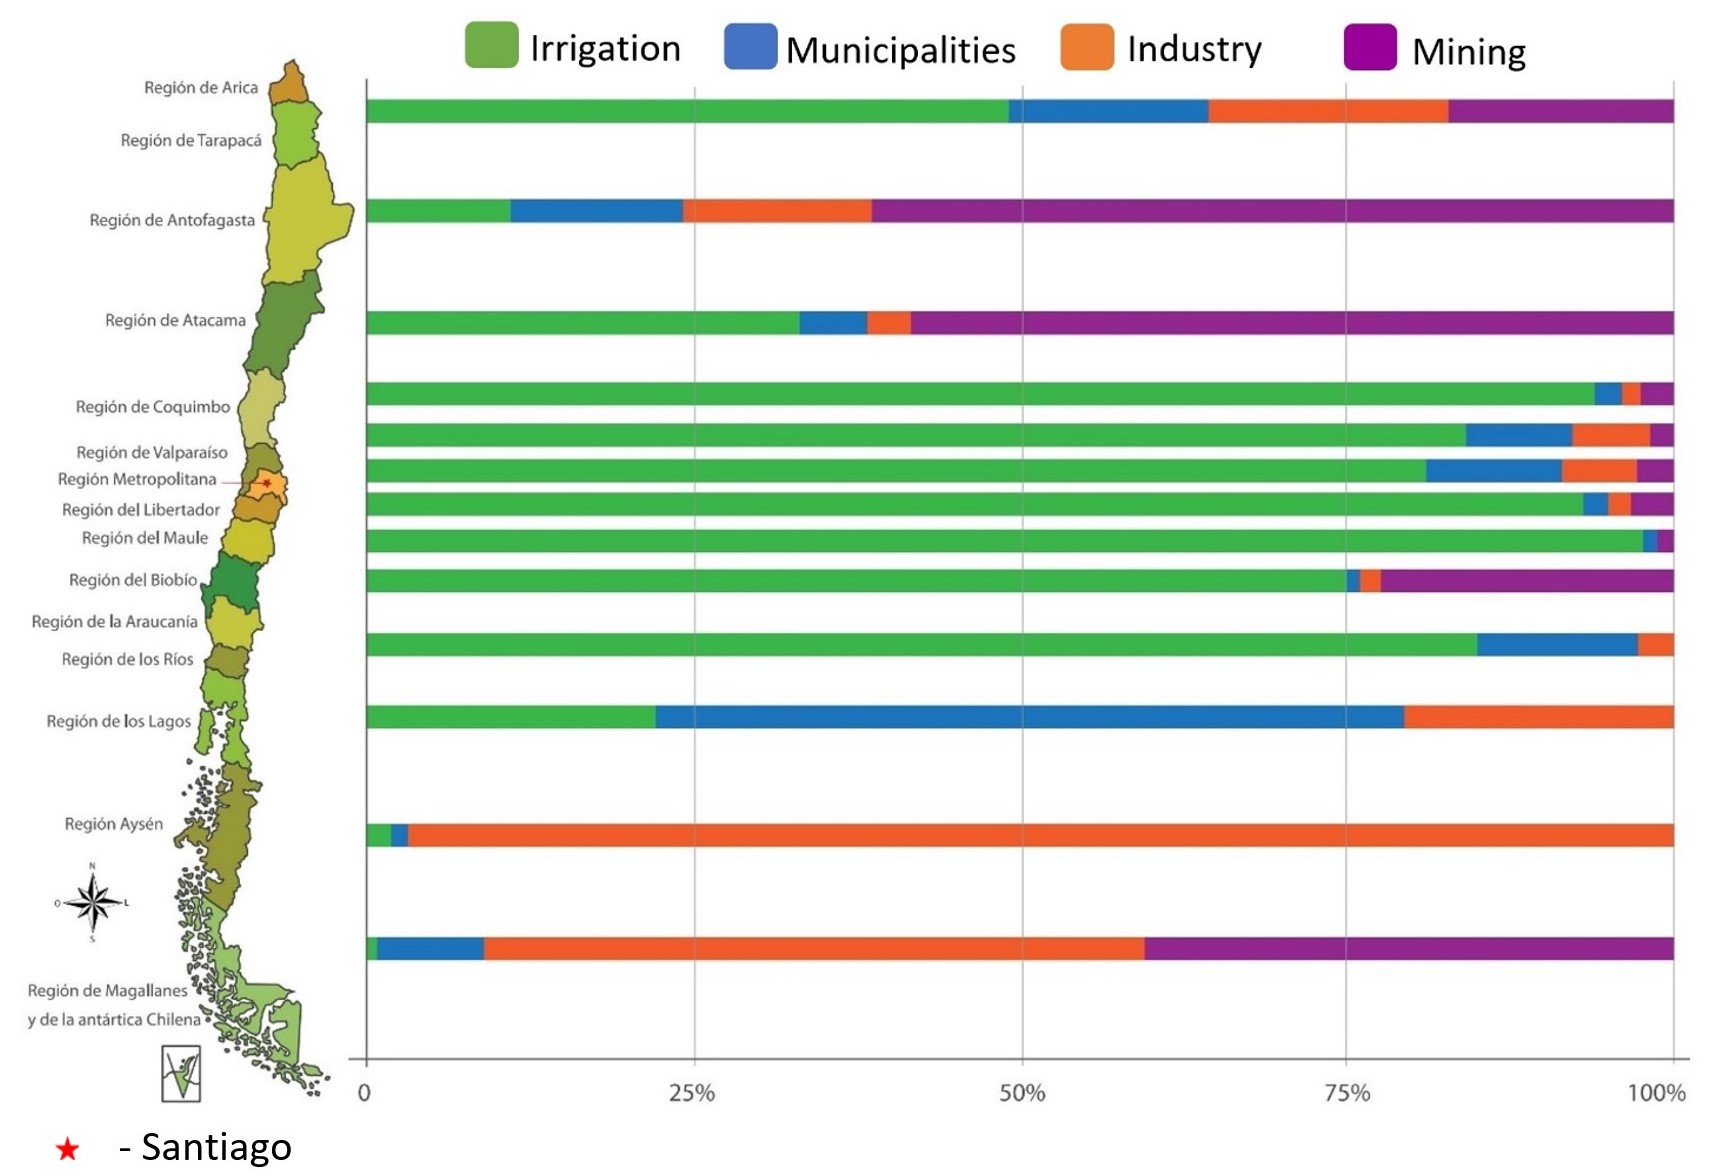 Irrigation
Municipalities
Industry
Mining
Región de Arica
Región de Tarapacá
Región de Antofagasta
Región de Atacama
Región de Coquimbo
Región de Valparaíso
Región Metropolitana
Región del Libertador
Región del Maule
Región del Biobío
Región de la Araucanía
Región de los Ríos
Región de los Lagos
Región Aysén
N
O
L
S
Región de Magallanes
y de la antártica Chilena
0
25%
50%
75%
100%
- Santiago